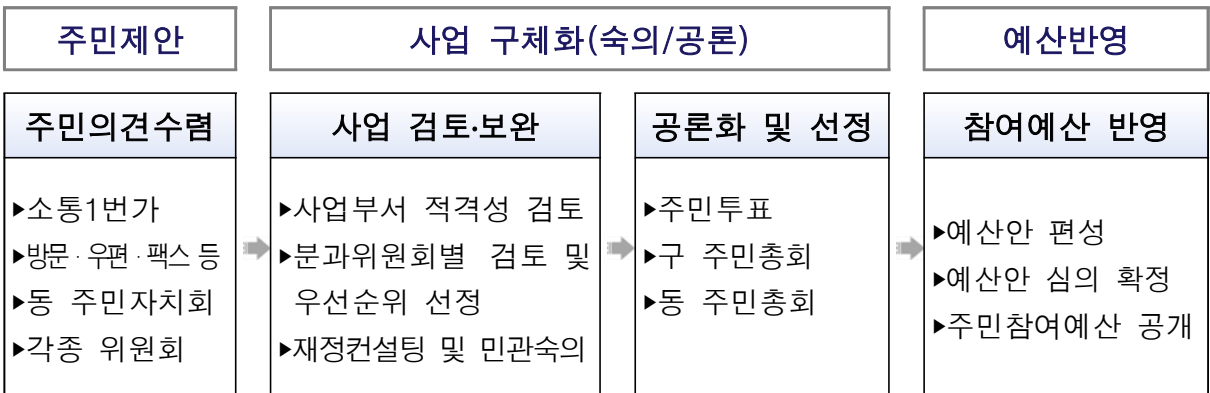 주민제안
사업 구체화(숙의/공론)
예산반영
주민의견수렴
▶소통1번가
▶방문·우편·팩스 등
▶동 주민자치회
▶각종 위원회
사업 검토·보완
▶사업부서 적격성 검토
▶분과위원회별 검토 및
우선순위 선정
▶재정컨설팅 및 민관숙의
공론화 및 선정
▶주민투표
▶구 주민총회
▶동 주민총회
참여예산 반영
▶예산안 편성
▶예산안 심의 확정
▶주민참여예산 공개